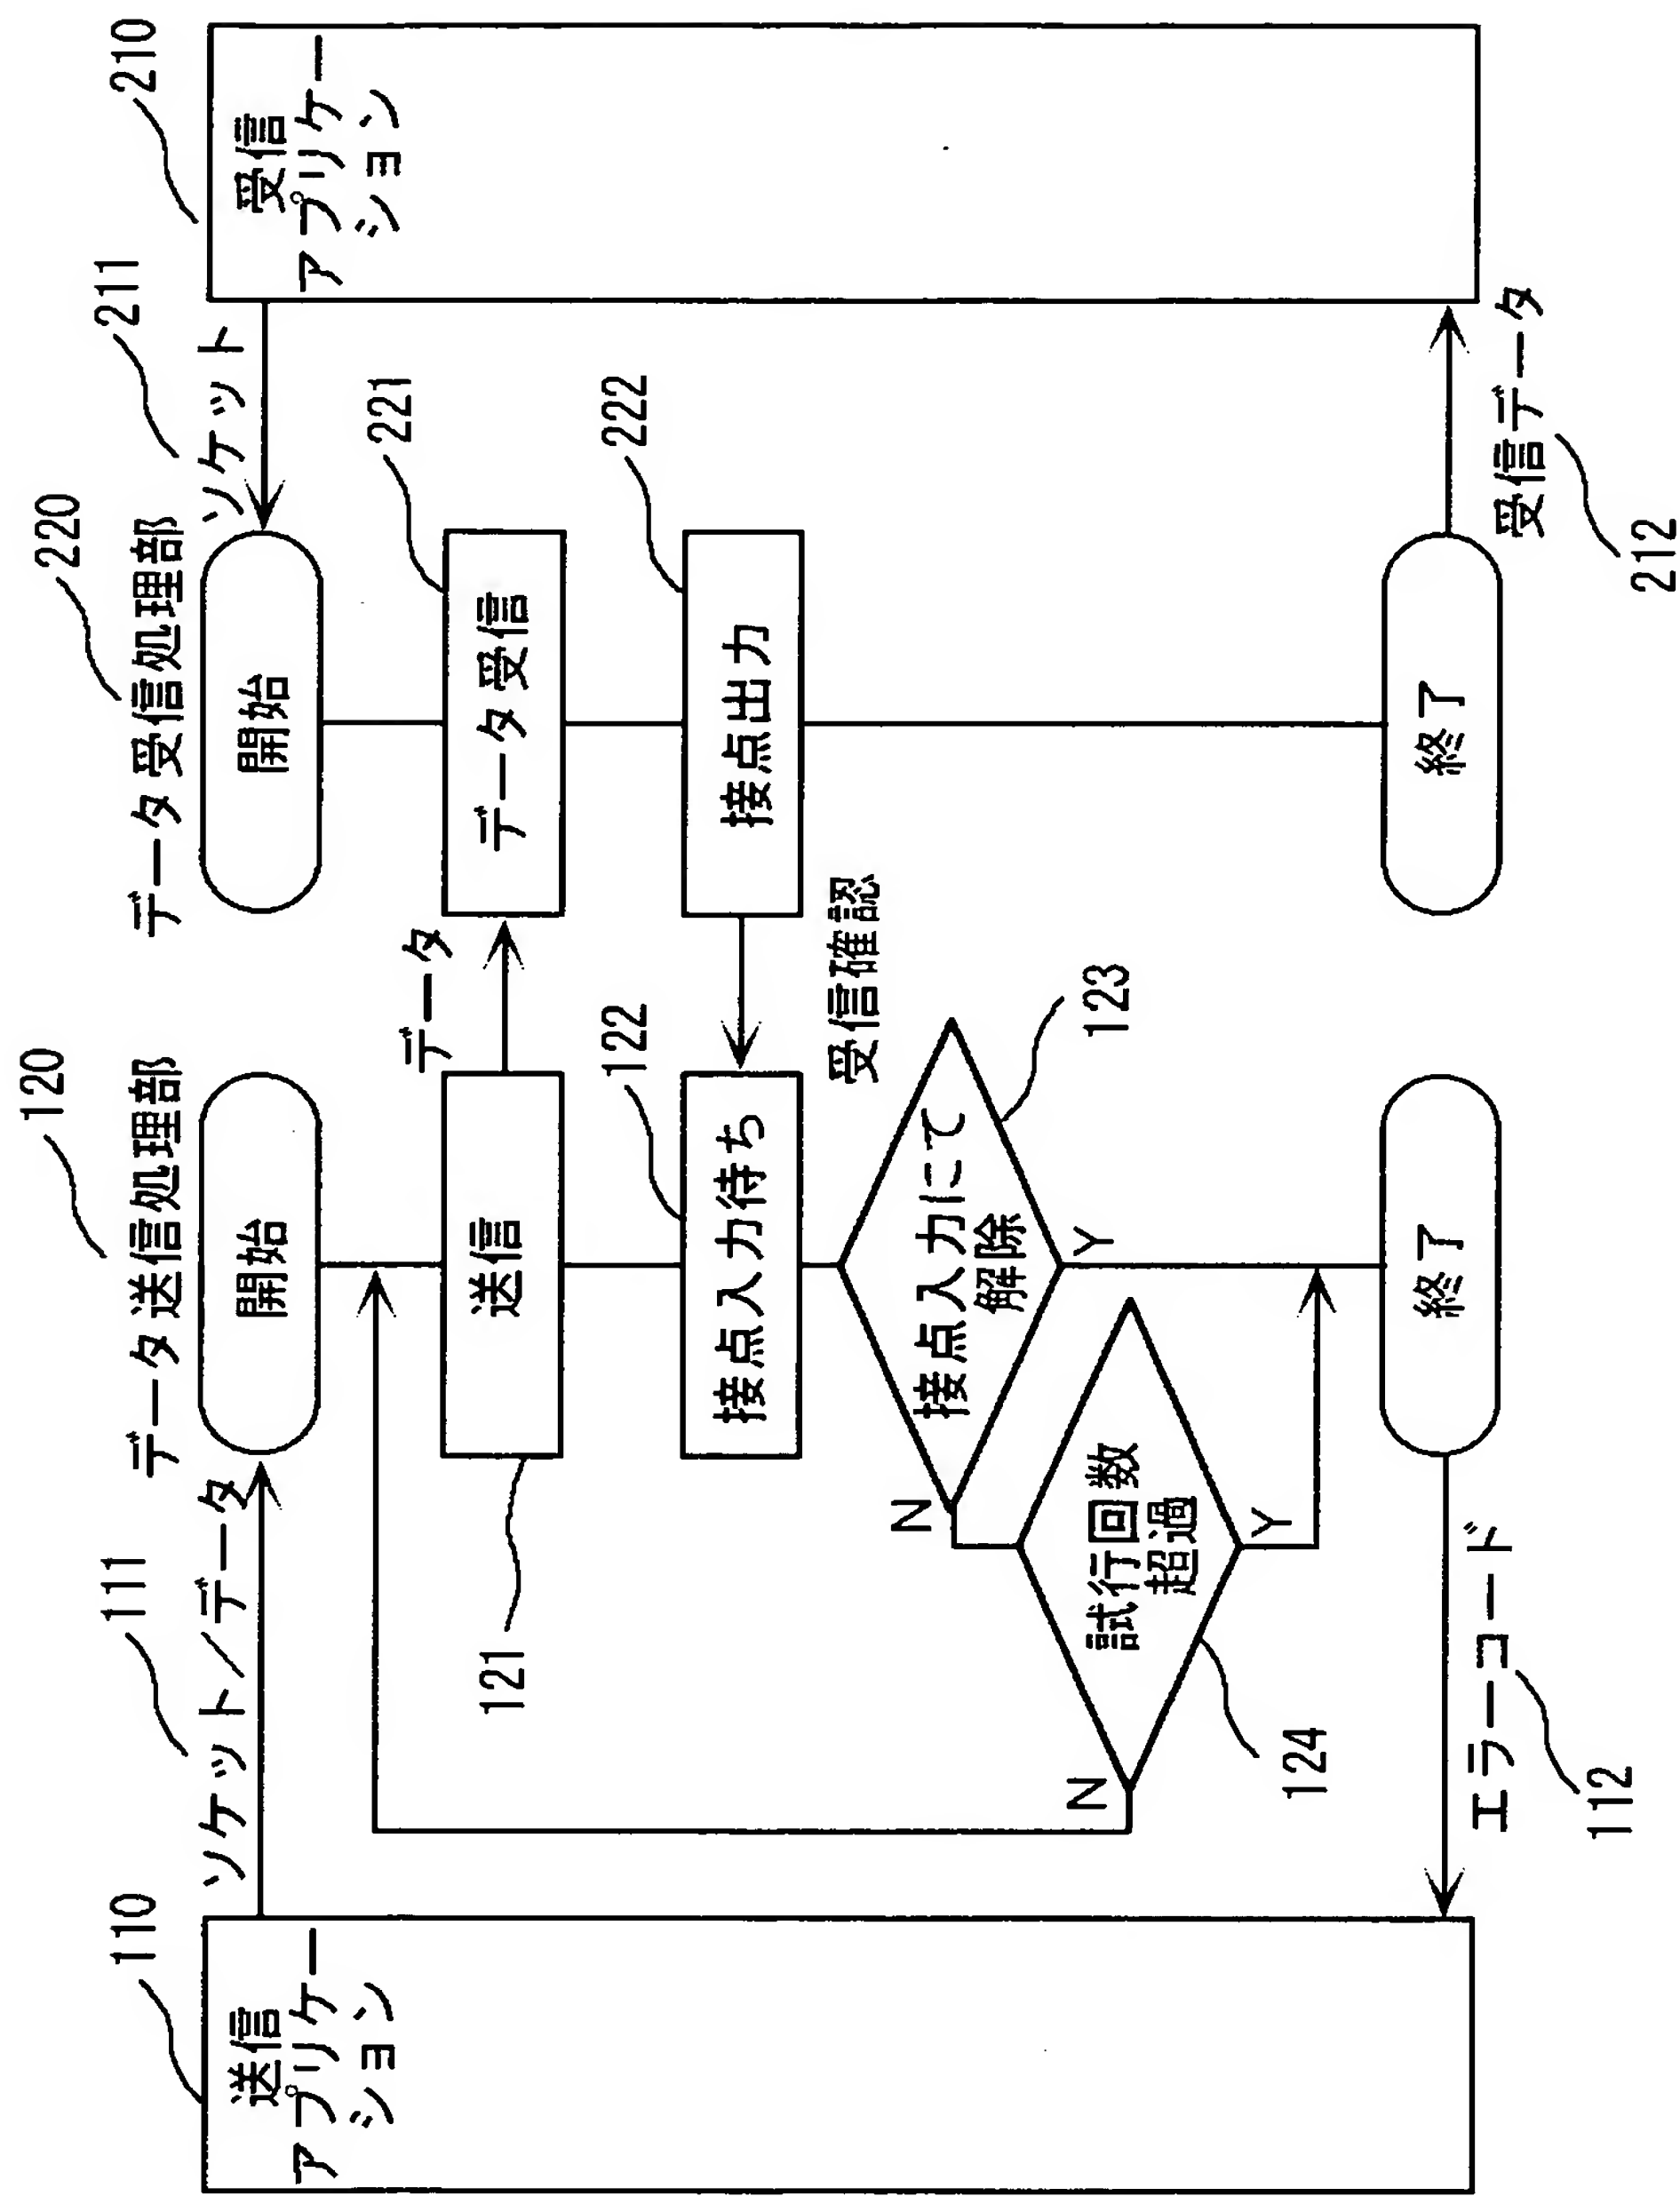 110
送信
アプリケー
ション
111
ソケット／データ
120
データ送信処理部
開始
121
送信
データ
122
接点入力待ち
受信確認
123
接点入力にて
解除
Y
N
124
試行回数
超過
Y
N
終了
エラーコード
112
220
データ受信処理部
開始
221
データ受信
222
接点出力
終了
211
ソケット
210
受信
アプリケー
ション
受信データ
212